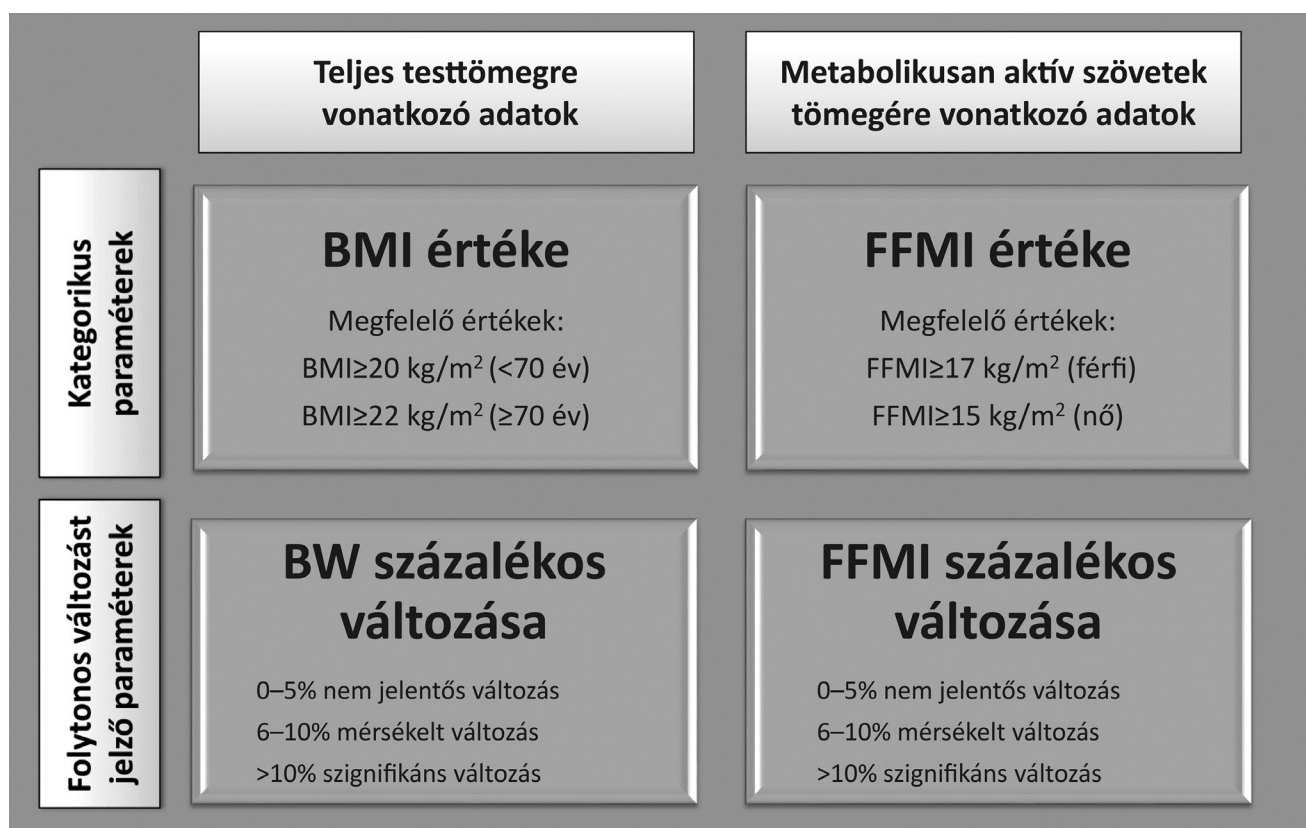 Teljes testtömegre
vonatkozó adatok
Metabolikusan aktív szövetek
tömegére vonatkozó adatok
Kategorikus
paraméterek
BMI értéke
Megfelelő értékek:
BMI≥20 kg/m² (<70 év)
BMI≥22 kg/m² (≥70 év)
FFMI értéke
Megfelelő értékek:
FFMI≥17 kg/m² (férfi)
FFMI≥15 kg/m² (nő)
Folytonos változást
jelző paraméterek
BW százalékos
változása
0–5% nem jelentős változás
6–10% mérsékelt változás
>10% szignifikáns változás
FFMI százalékos
változása
0–5% nem jelentős változás
6–10% mérsékelt változás
>10% szignifikáns változás